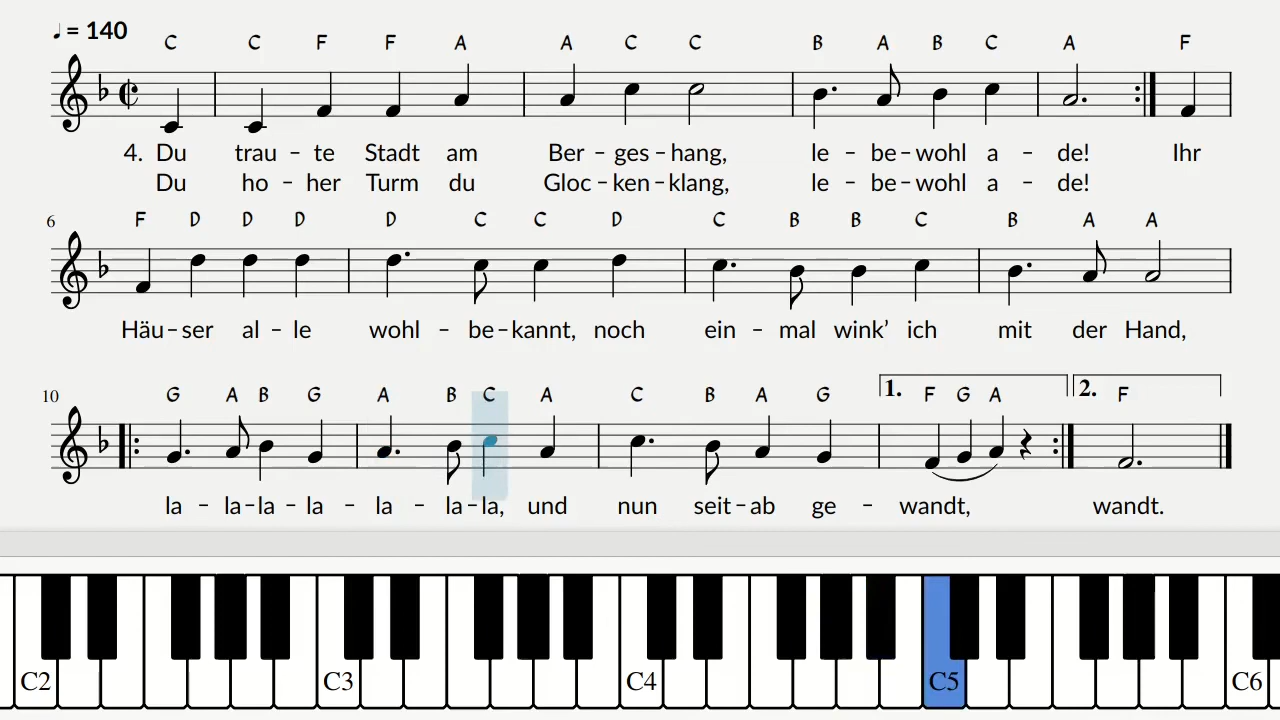 ♩ = 140
C C F F A A C C B A B C A F
4. Du trau – te Stadt am Ber – ges – hang, le – be – wohl a – de! Ihr
Du ho – her Turm du Gloc – ken – klang, le – be – wohl a – de!
6 F D D D D C C D C B B C B A A
Häu – ser al – le wohl – be – kannt, noch ein – mal wink’ ich mit der Hand,
10 G A B G A B C A C B A G 1. F G A 2. F
la – la – la – la – la – la – la, und nun seit – ab ge – wandt, wandt.
C2 C3 C4 C5 C6